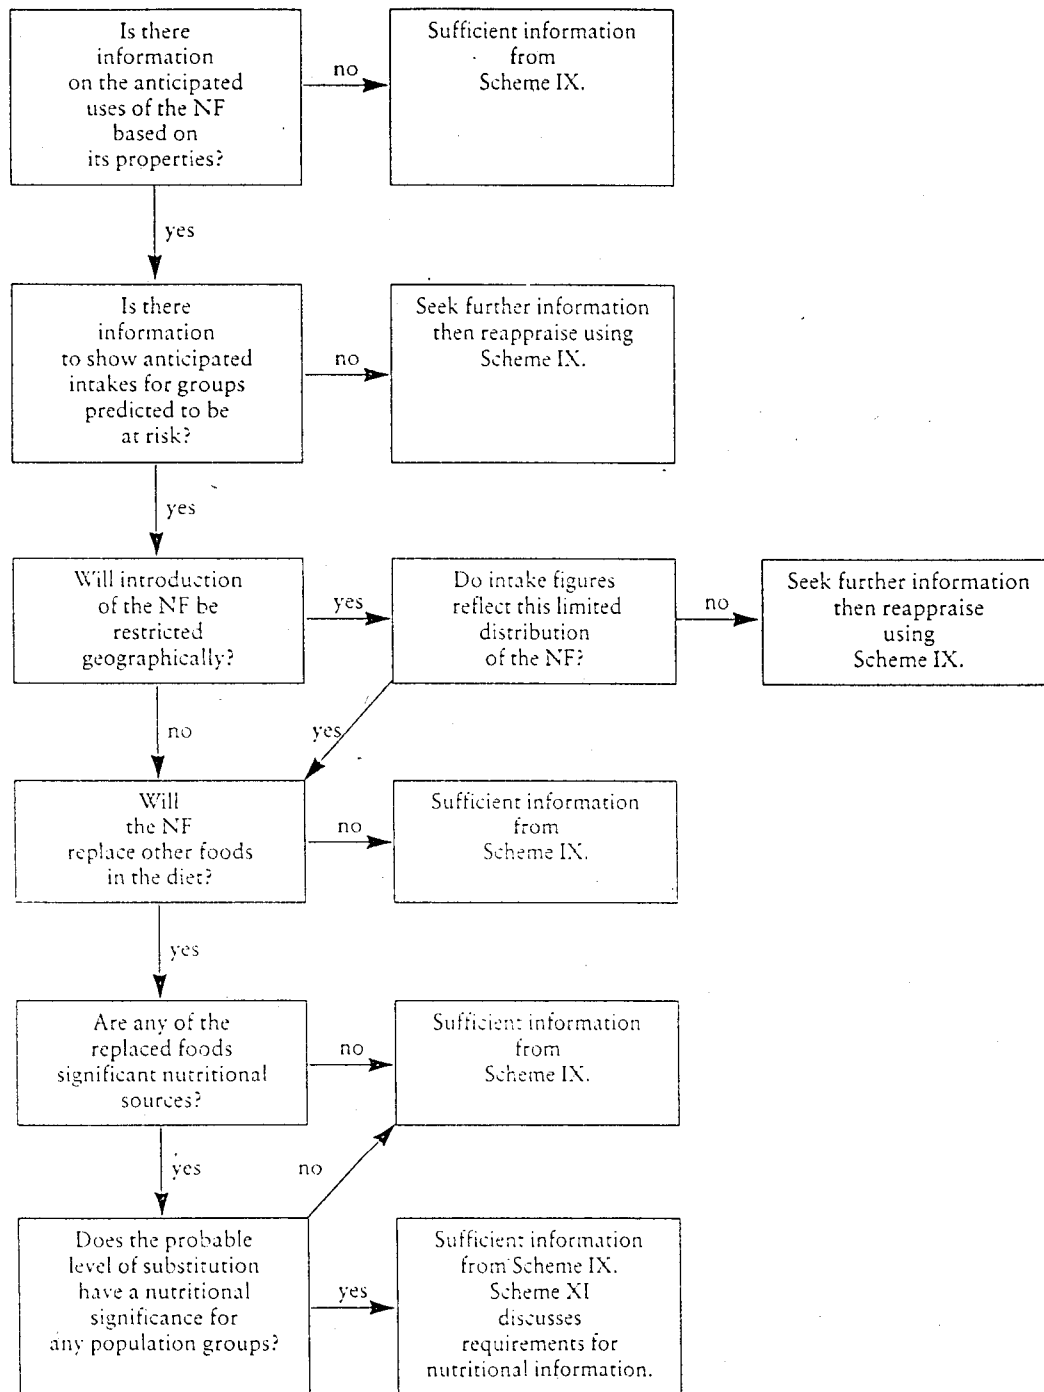 Is there
information
on the anticipated
uses of the NF
based on
its properties?
no
Sufficient information
from
Scheme IX.
yes
Is there
information
to show anticipated
intakes for groups
predicted to be
at risk?
no
Seek further information
then reappraise using
Scheme IX.
yes
Will introduction
of the NF be
restricted
geographically?
yes
Do intake figures
reflect this limited
distribution
of the NF?
no
Seek further information
then reappraise
using
Scheme IX.
no
yes
Will
the NF
replace other foods
in the diet?
no
Sufficient information
from
Scheme IX.
yes
Are any of the
replaced foods
significant nutritional
sources?
no
Sufficient information
from
Scheme IX.
yes
no
Does the probable
level of substitution
have a nutritional
significance for
any population groups?
yes
Sufficient information
from Scheme IX.
Scheme XI
discusses
requirements for
nutritional information.